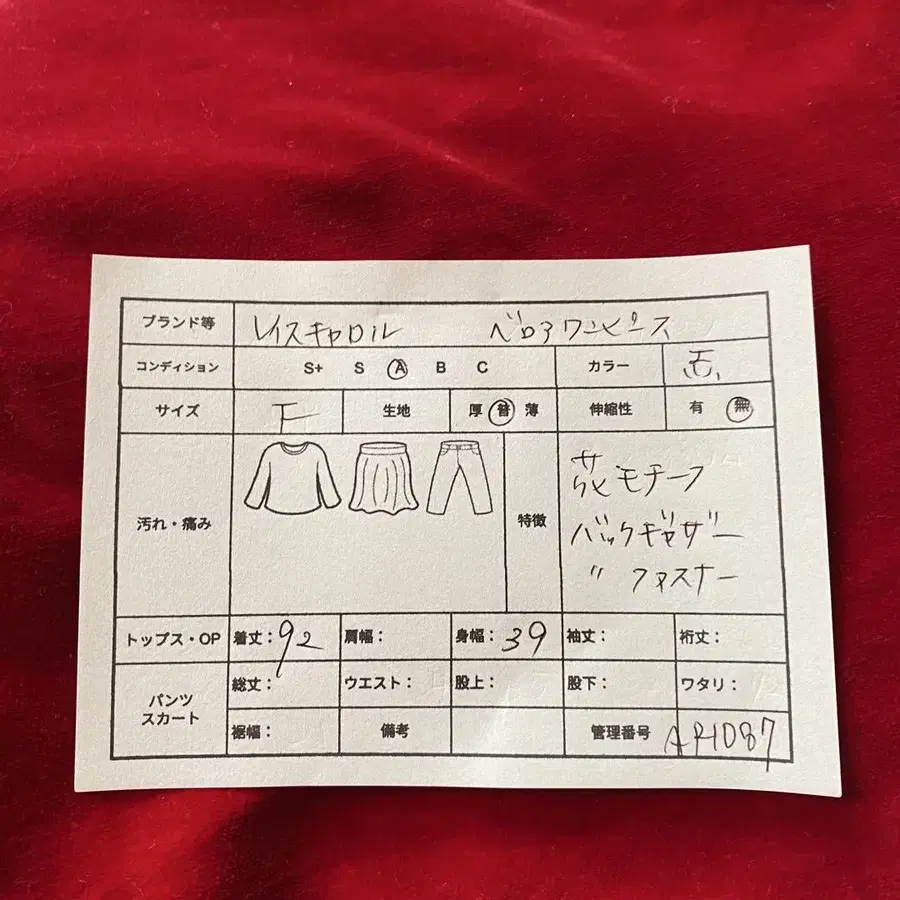 ブランド等 レイスキャロル ベロアワンピース
コンディション S+ S A B C カラー 赤
サイズ F 生地 厚 普 薄 伸縮性 有 無
汚れ・痛み 特徴
花モチーフ
バックギャザー
〃 ファスナー
トップス・OP 着丈：92 肩幅： 身幅：39 袖丈： 裄丈：
パンツ
スカート
総丈： ウエスト： 股上： 股下： ワタリ：
裾幅： 備考 管理番号